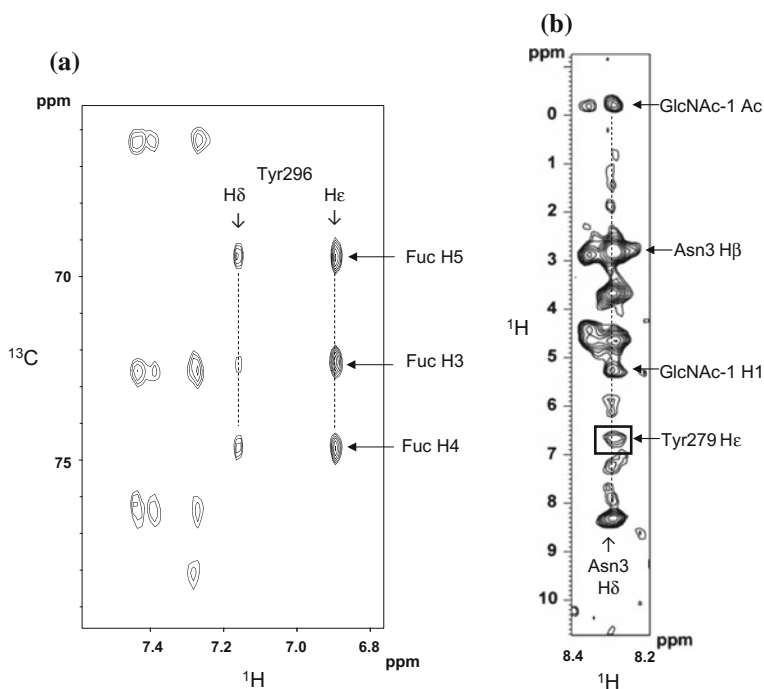 (a)
ppm
Tyr296
Hδ
Hε
Fuc H5
70
13C
Fuc H3
Fuc H4
75
7.4
7.2
7.0
6.8
ppm
1H
(b)
ppm
0
GlcNAc-1 Ac
1
2
Asn3 Hβ
3
4
1H
5
GlcNAc-1 H1
6
Tyr279 Hε
7
8
Asn3
Hδ
9
10
8.4
8.2
ppm
1H